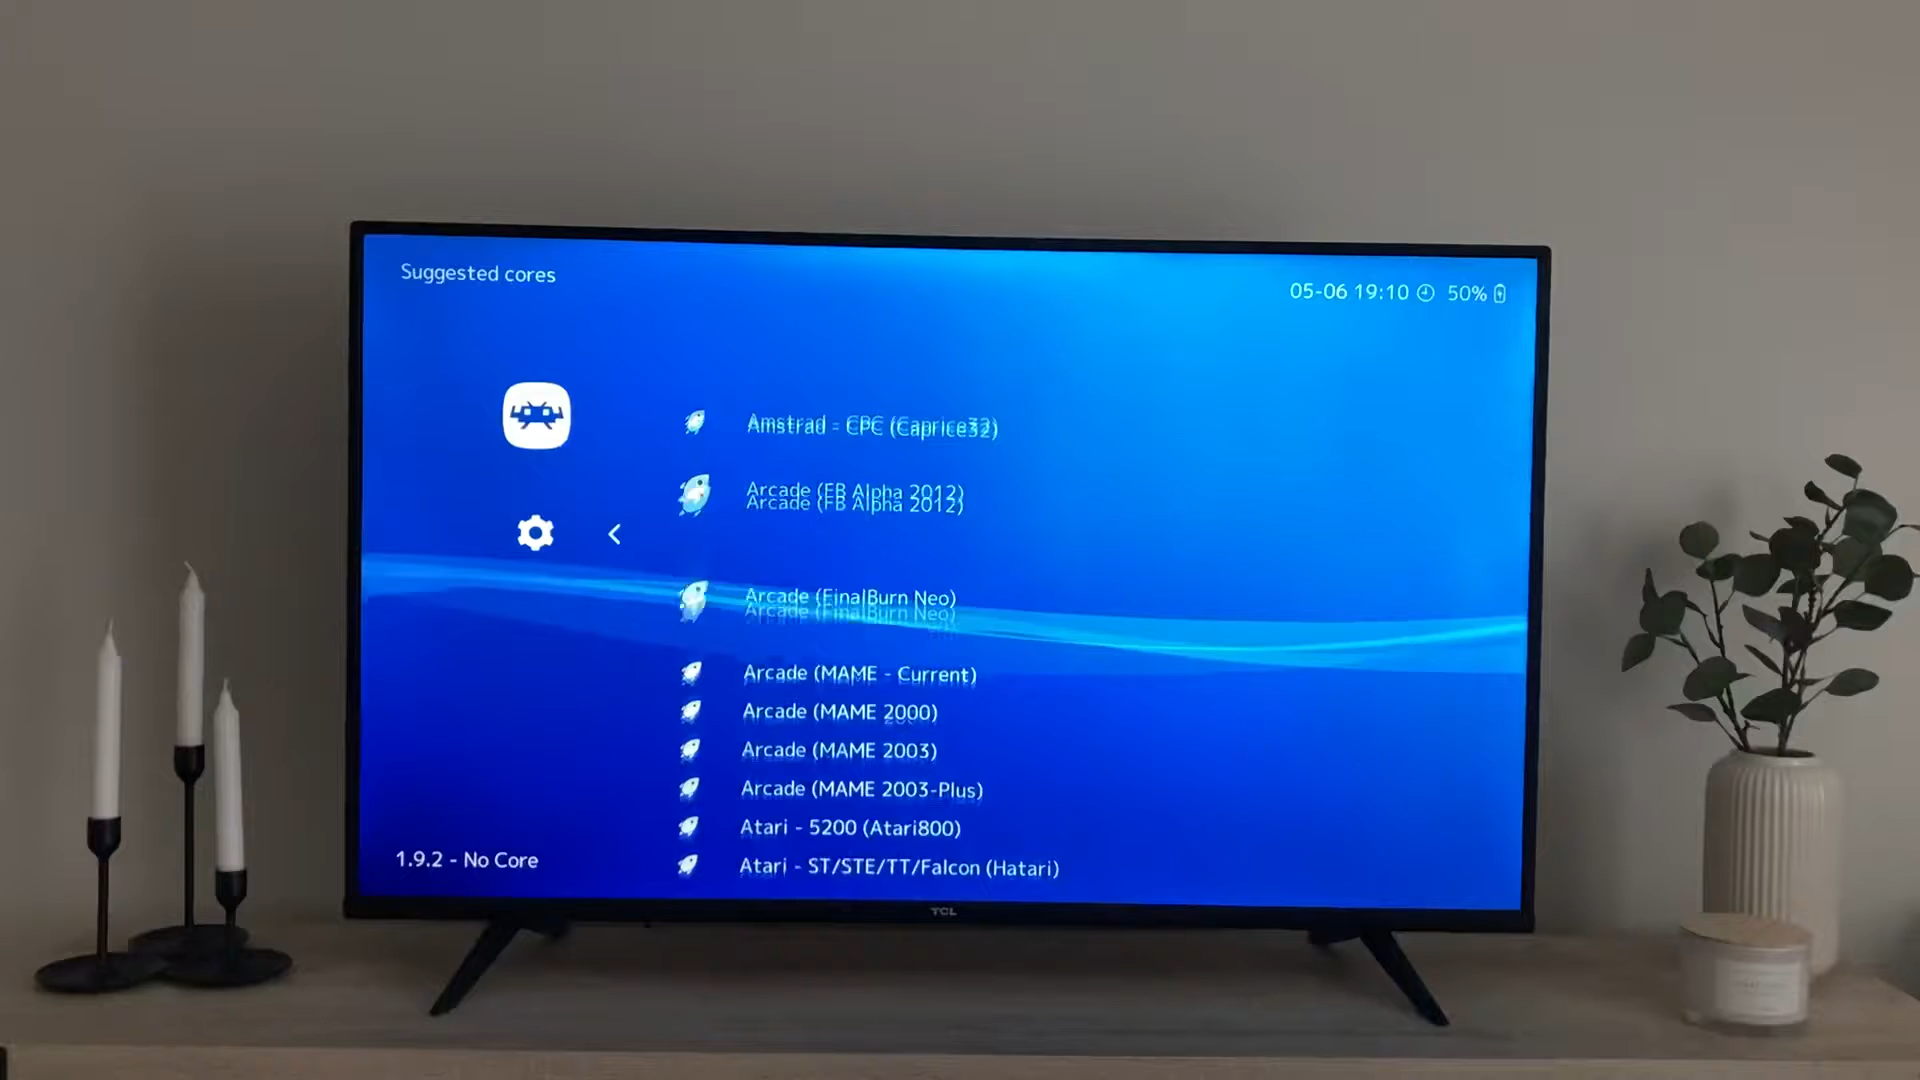 Suggested cores
05-06 19:10 50%
Amstrad - CPC (Caprice32)
Arcade (FB Alpha 2012)
Arcade (FinalBurn Neo)
Arcade (MAME - Current)
Arcade (MAME 2000)
Arcade (MAME 2003)
Arcade (MAME 2003-Plus)
Atari - 5200 (Atari800)
Atari - ST/STE/TT/Falcon (Hatari)
1.9.2 - No Core
TCL